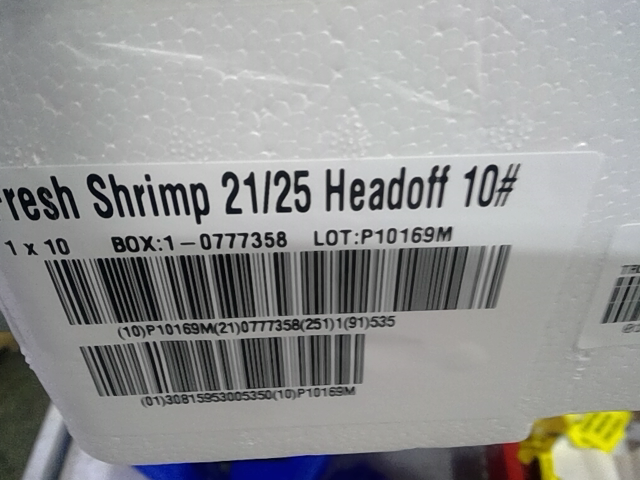 resh Shrimp 21/25 Headoff 10#
1 x 10 BOX:1-0777358 LOT:P10169M
(10)P10169M(21)0777358(251)1(91)535
(01)30815953005350(10)P10169M